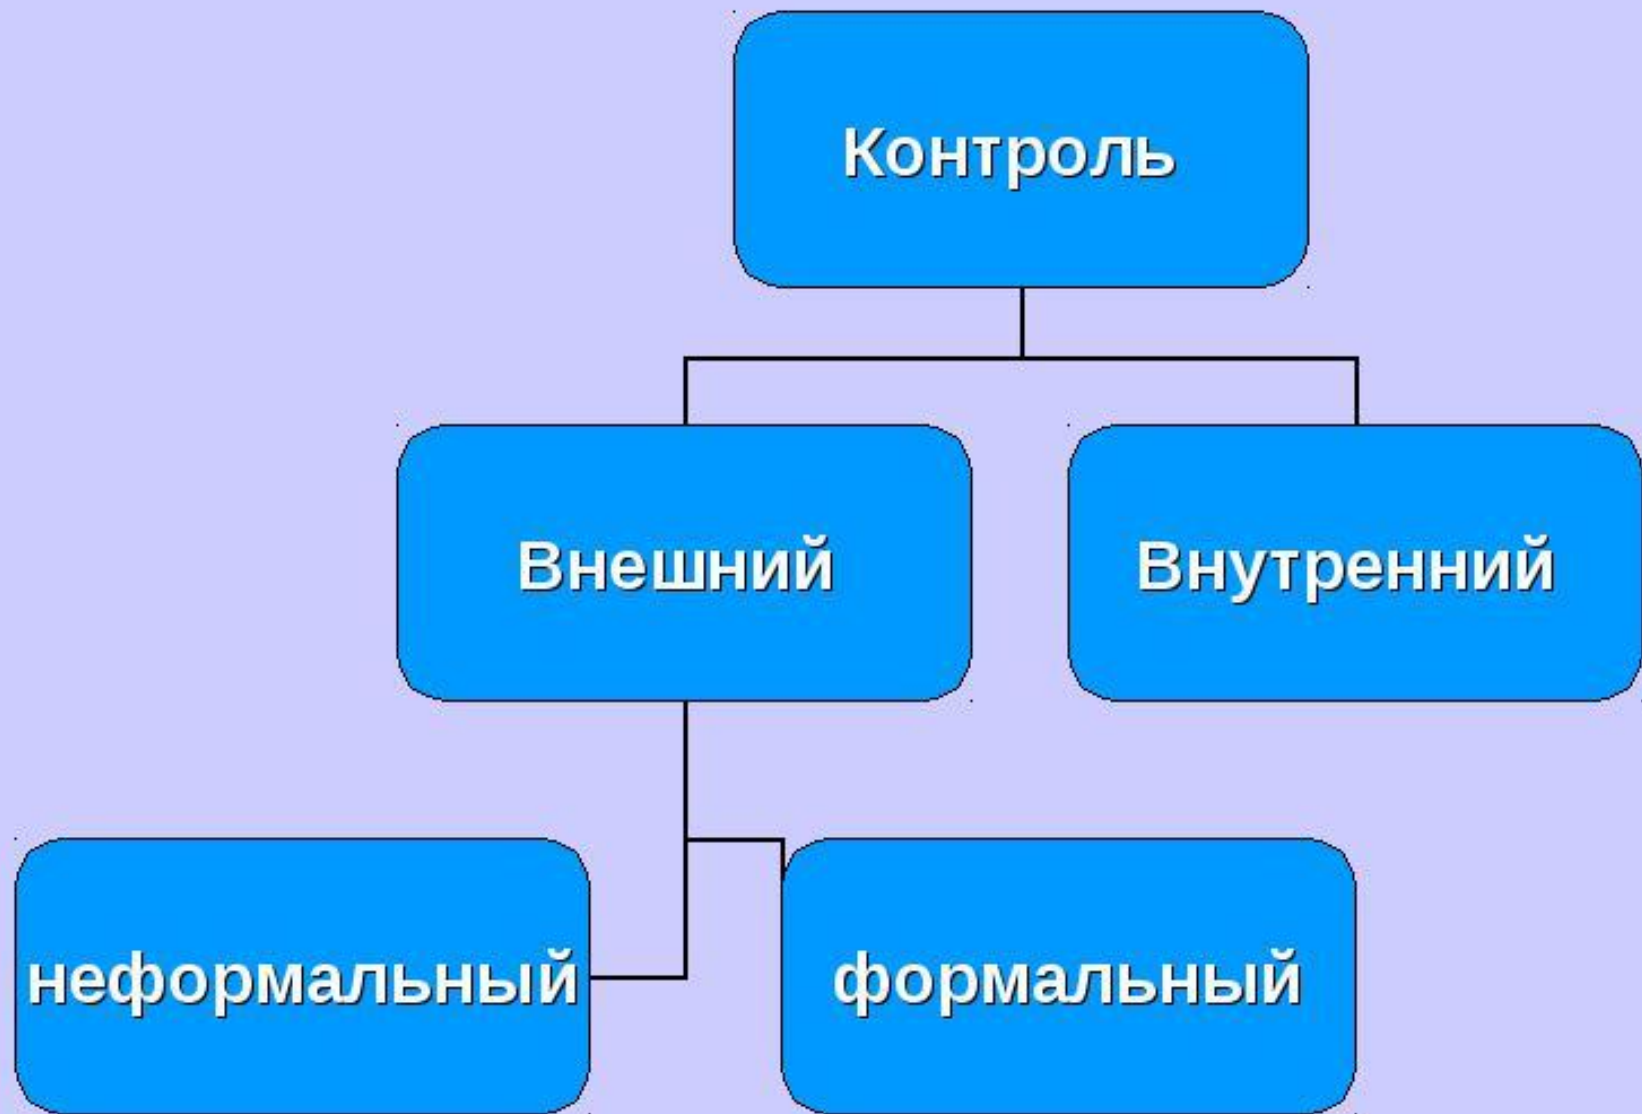 Контроль
Внешний
Внутренний
неформальный
формальный